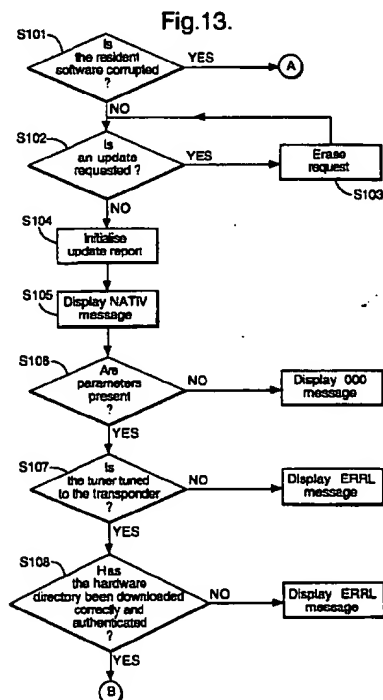 Fig.13.
S101
Is
the resident
software corrupted
?
YES
A
NO
S102
Is
an update
requested ?
YES
Erase
request
S103
NO
S104
Initialise
update report
S105
Display NATIV
message
S106
Are
parameters
present
?
NO
Display 000
message
YES
S107
Is
the tuner tuned
to the transponder
?
NO
Display ERRL
message
YES
S108
Has
the hardware
directory been downloaded
correctly and
authenticated
?
NO
Display ERRL
message
YES
B